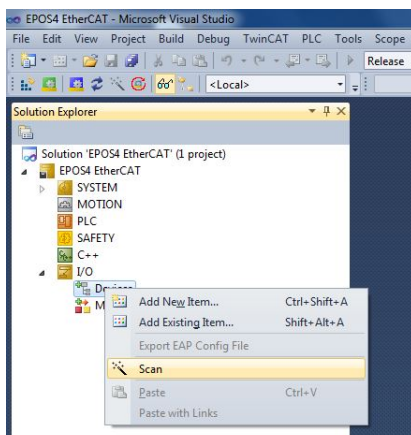 EPOS4 EtherCAT - Microsoft Visual Studio
File Edit View Project Build Debug TwinCAT PLC Tools Scope
Release
<Local>
Solution Explorer
Solution 'EPOS4 EtherCAT' (1 project)
EPOS4 EtherCAT
SYSTEM
MOTION
PLC
SAFETY
C++
I/O
Add New Item... Ctrl+Shift+A
Add Existing Item... Shift+Alt+A
Export EAP Config File
Scan
Paste Ctrl+V
Paste with Links